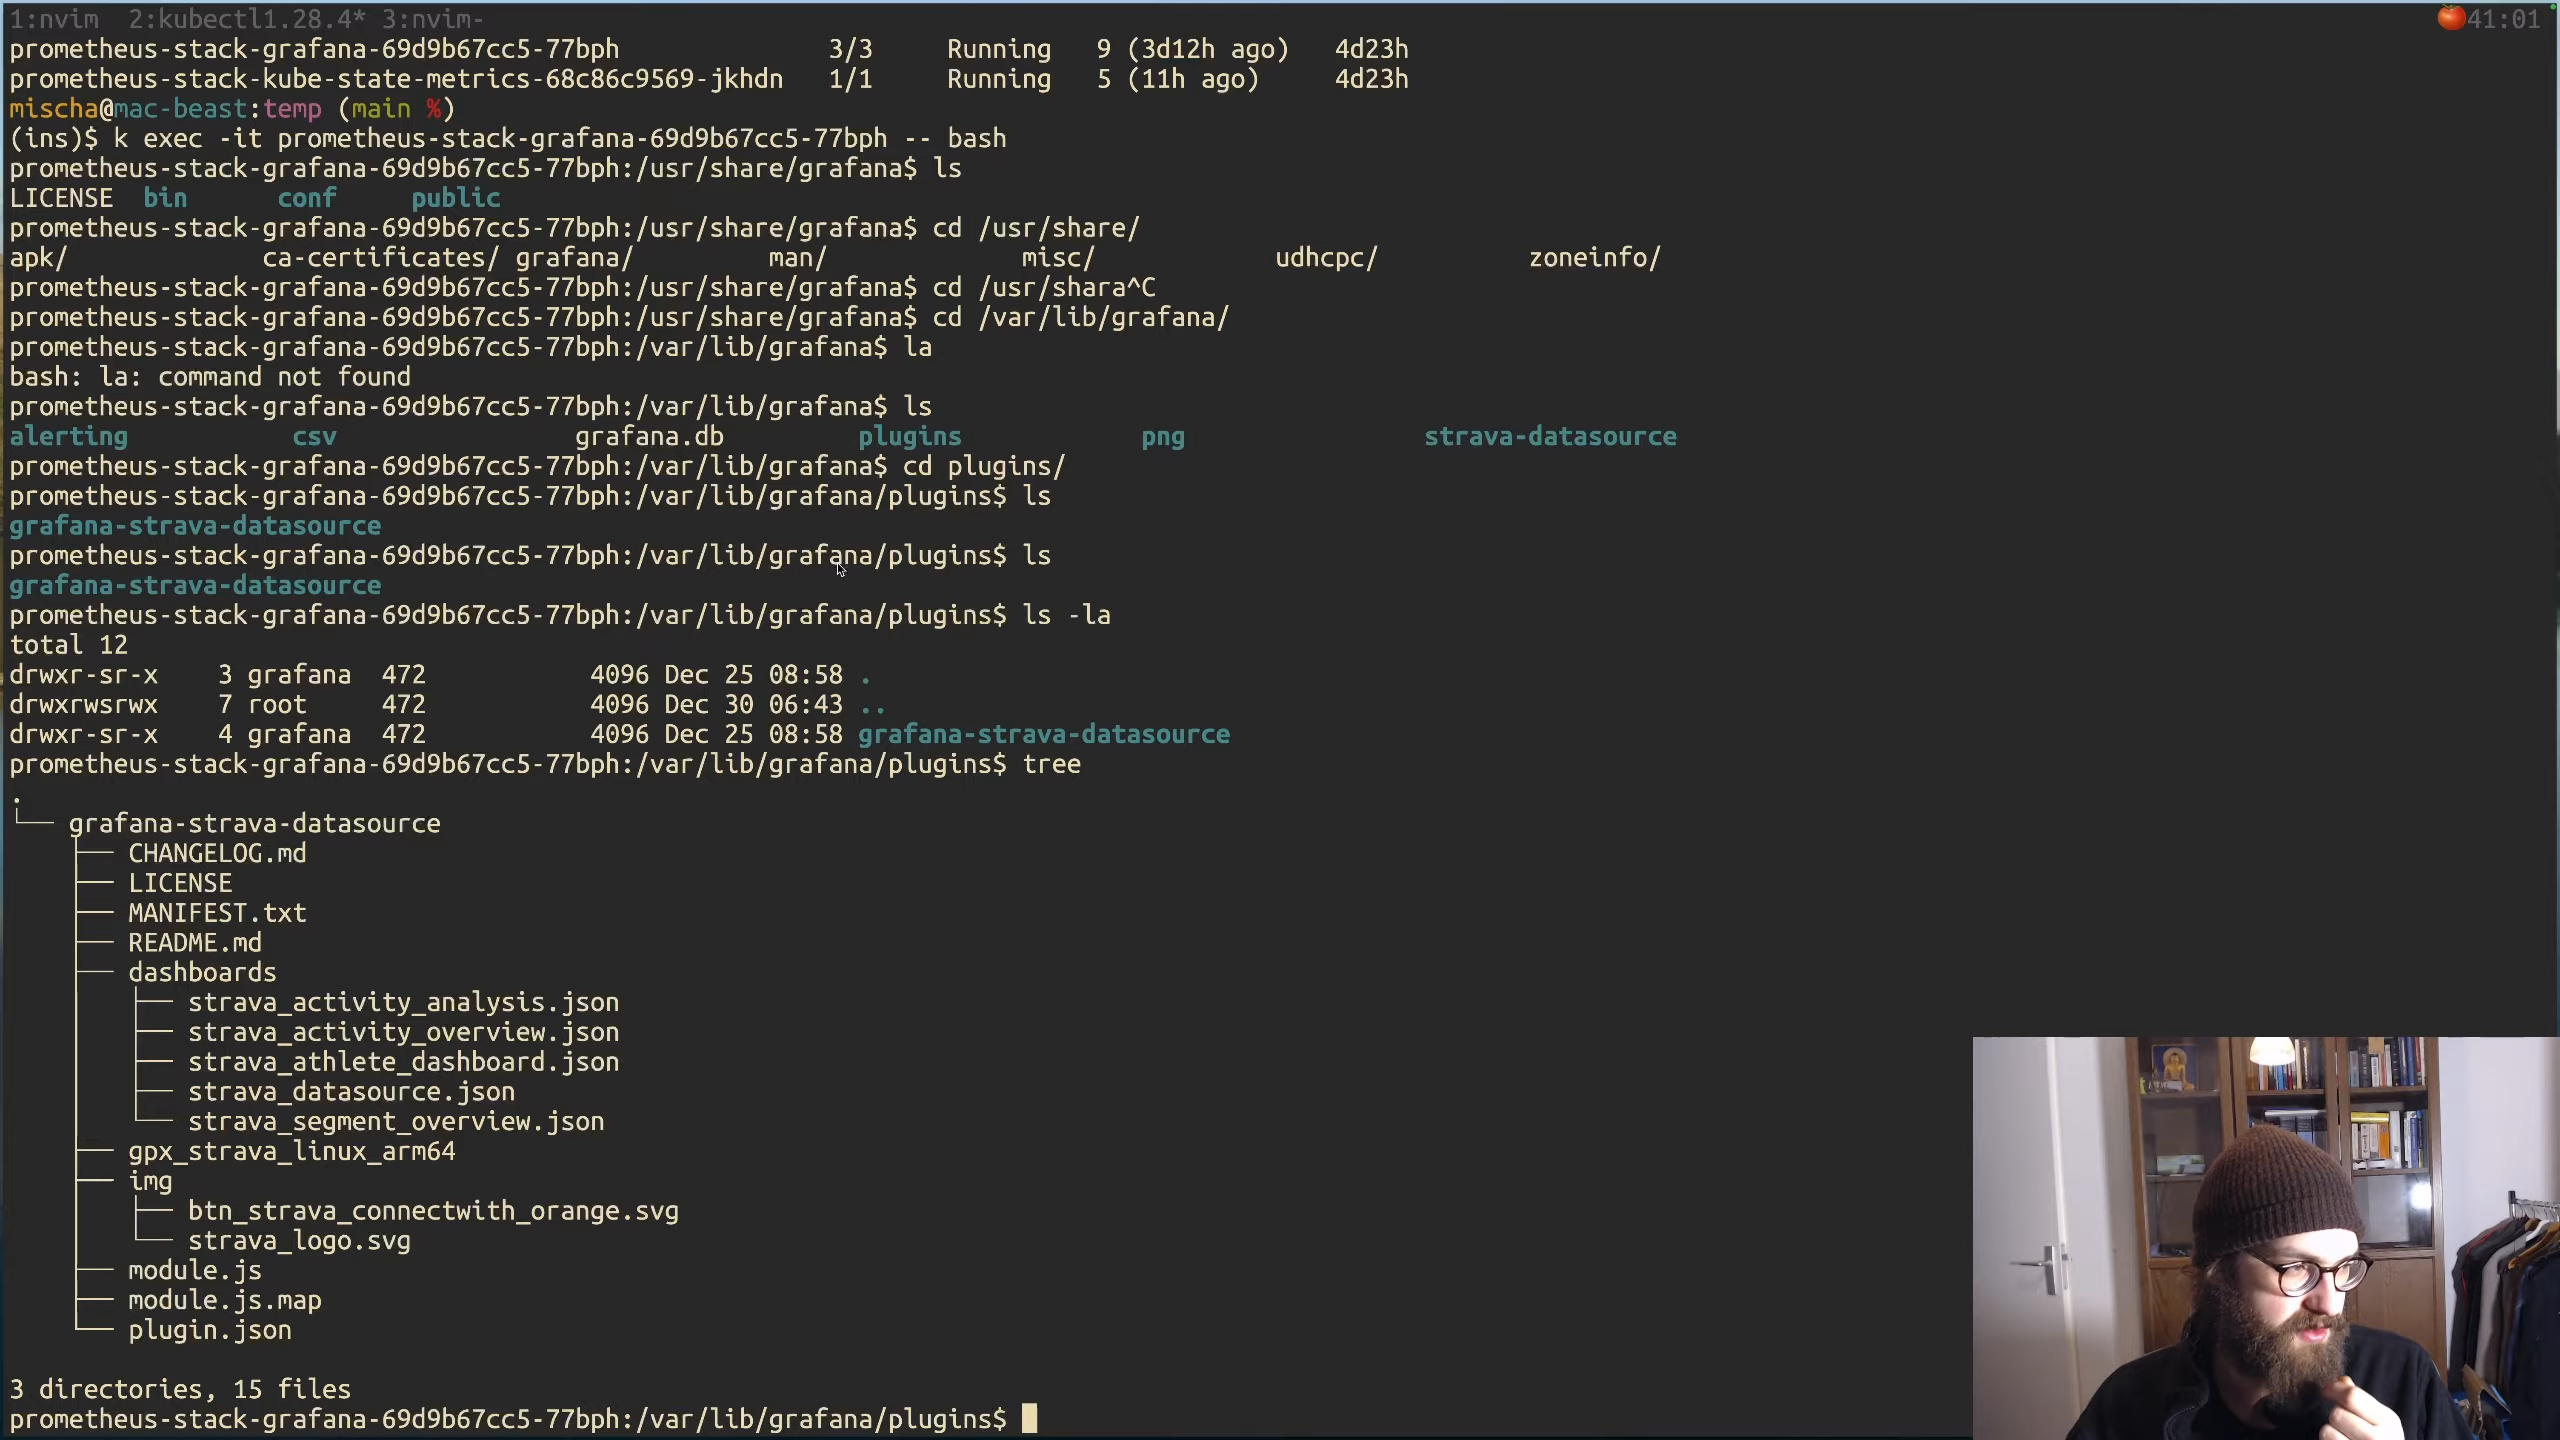 1:nvim  2:kubectl1.28.4* 3:nvim-
41:01
prometheus-stack-grafana-69d9b67cc5-77bph              3/3     Running   9 (3d12h ago)   4d23h
prometheus-stack-kube-state-metrics-68c86c9569-jkhdn   1/1     Running   5 (11h ago)     4d23h
mischa@mac-beast:temp (main %)
(ins)$ k exec -it prometheus-stack-grafana-69d9b67cc5-77bph -- bash
prometheus-stack-grafana-69d9b67cc5-77bph:/usr/share/grafana$ ls
LICENSE  bin      conf     public
prometheus-stack-grafana-69d9b67cc5-77bph:/usr/share/grafana$ cd /usr/share/
apk/             ca-certificates/ grafana/         man/             misc/            udhcpc/          zoneinfo/
prometheus-stack-grafana-69d9b67cc5-77bph:/usr/share/grafana$ cd /usr/shara^C
prometheus-stack-grafana-69d9b67cc5-77bph:/usr/share/grafana$ cd /var/lib/grafana/
prometheus-stack-grafana-69d9b67cc5-77bph:/var/lib/grafana$ la
bash: la: command not found
prometheus-stack-grafana-69d9b67cc5-77bph:/var/lib/grafana$ ls
alerting           csv                grafana.db         plugins            png                strava-datasource
prometheus-stack-grafana-69d9b67cc5-77bph:/var/lib/grafana$ cd plugins/
prometheus-stack-grafana-69d9b67cc5-77bph:/var/lib/grafana/plugins$ ls
grafana-strava-datasource
prometheus-stack-grafana-69d9b67cc5-77bph:/var/lib/grafana/plugins$ ls
grafana-strava-datasource
prometheus-stack-grafana-69d9b67cc5-77bph:/var/lib/grafana/plugins$ ls -la
total 12
drwxr-sr-x    3 grafana  472           4096 Dec 25 08:58 .
drwxrwsrwx    7 root     472           4096 Dec 30 06:43 ..
drwxr-sr-x    4 grafana  472           4096 Dec 25 08:58 grafana-strava-datasource
prometheus-stack-grafana-69d9b67cc5-77bph:/var/lib/grafana/plugins$ tree
.
└── grafana-strava-datasource
    ├── CHANGELOG.md
    ├── LICENSE
    ├── MANIFEST.txt
    ├── README.md
    ├── dashboards
    │   ├── strava_activity_analysis.json
    │   ├── strava_activity_overview.json
    │   ├── strava_athlete_dashboard.json
    │   ├── strava_datasource.json
    │   └── strava_segment_overview.json
    ├── gpx_strava_linux_arm64
    ├── img
    │   ├── btn_strava_connectwith_orange.svg
    │   └── strava_logo.svg
    ├── module.js
    ├── module.js.map
    └── plugin.json
3 directories, 15 files
prometheus-stack-grafana-69d9b67cc5-77bph:/var/lib/grafana/plugins$